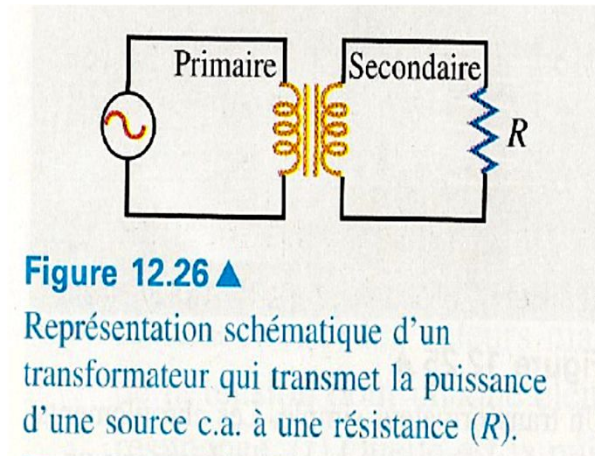 Primaire Secondaire
R
Figure 12.26 ▲
Représentation schématique d'un
transformateur qui transmet la puissance
d'une source c.a. à une résistance (R).